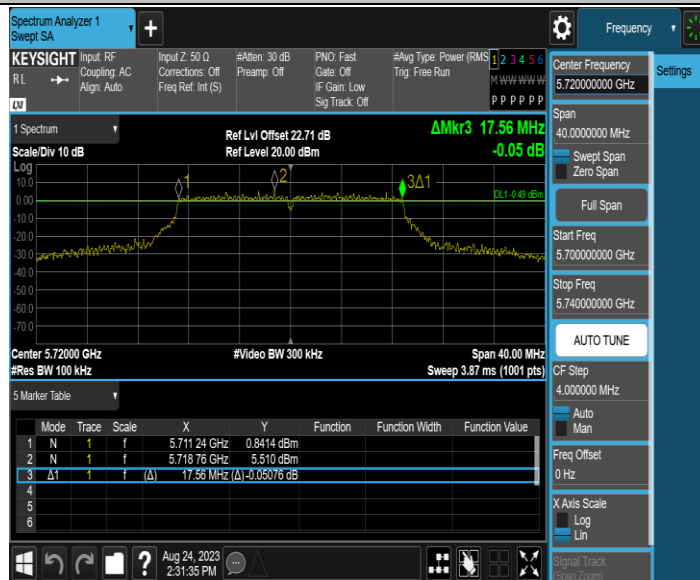 Spectrum Analyzer 1
Swept SA
+
Frequency
KEYSIGHT
R L
LXI
Input: RF
Coupling: AC
Align: Auto
Input Z: 50 Ω
Corrections: Off
Freq Ref: Int (S)
#Atten: 30 dB
Preamp: Off
PNO: Fast
Gate: Off
IF Gain: Low
Sig Track: Off
#Avg Type: Power (RMS
Trig: Free Run
1 2 3 4 5 6
M W W W W W
P P P P P P
Settings
Center Frequency
5.720000000 GHz
Span
40.0000000 MHz
Swept Span
Zero Span
Full Span
Start Freq
5.700000000 GHz
Stop Freq
5.740000000 GHz
AUTO TUNE
CF Step
4.000000 MHz
Auto
Man
Freq Offset
0 Hz
X Axis Scale
Log
Lin
Signal Track
(Span Zoom)
1 Spectrum
Scale/Div 10 dB
Ref Lvl Offset 22.71 dB
Ref Level 20.00 dBm
ΔMkr3 17.56 MHz
-0.05 dB
Log
10.0
0.00
-10.0
-20.0
-30.0
-40.0
-50.0
-60.0
-70.0
1
2
3Δ1
DL1 -0.49 dBm
Center 5.72000 GHz
#Video BW 300 kHz
Span 40.00 MHz
#Res BW 100 kHz
Sweep 3.87 ms (1001 pts)
5 Marker Table
Mode Trace Scale X Y Function Function Width Function Value
1 N 1 f 5.711 24 GHz 0.8414 dBm
2 N 1 f 5.718 76 GHz 5.510 dBm
3 Δ1 1 f (Δ) 17.56 MHz (Δ) -0.05076 dB
4
5
6
?
Aug 24, 2023
2:31:35 PM